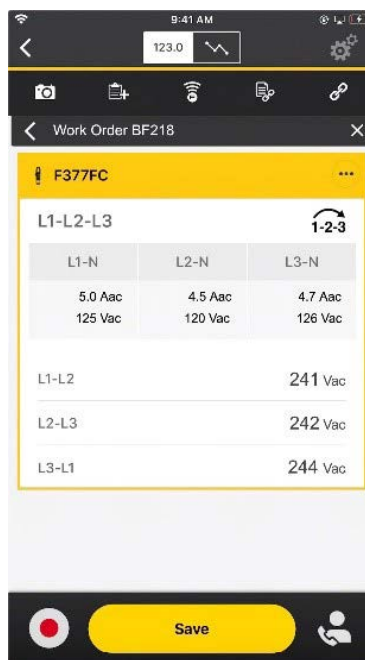 9:41 AM
123.0
Work Order BF218
F377FC
L1-L2-L3
1-2-3
L1-N L2-N L3-N
5.0 Aac 4.5 Aac 4.7 Aac
125 Vac 120 Vac 126 Vac
L1-L2 241 Vac
L2-L3 242 Vac
L3-L1 244 Vac
Save